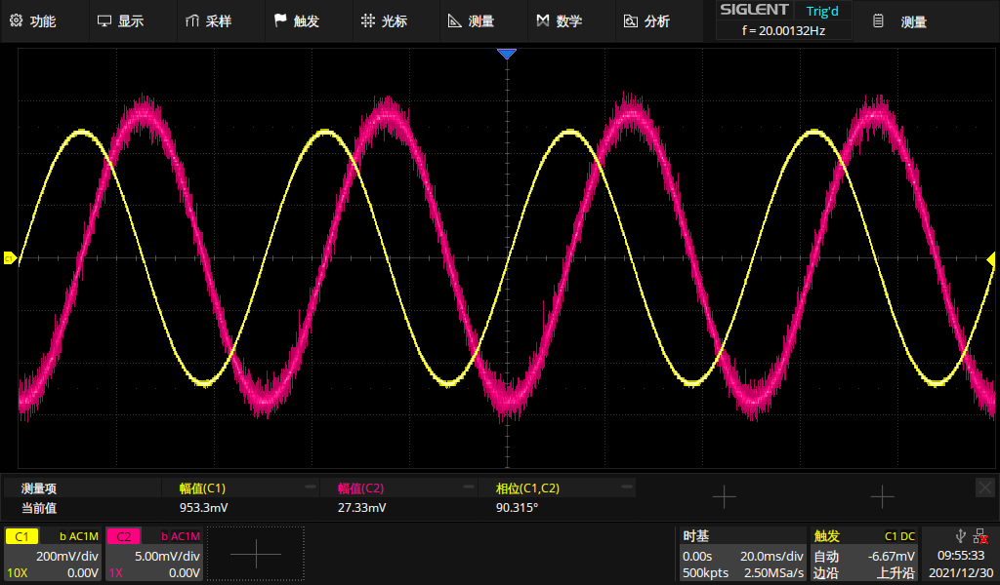 功能 显示 采样 触发 光标 测量 数学 分析 SIGLENT Trig'd 测量
f = 20.00132Hz
C1
测量项 幅值(C1) 幅值(C2) 相位(C1,C2)
当前值 953.3mV 27.33mV 90.315°
C1 b AC1M C2 b AC1M 时基 触发 C1 DC
200mV/div 5.00mV/div 0.00s 20.0ms/div 自动 -6.67mV 09:55:33
10X 0.00V 1X 0.00V 500kpts 2.50MSa/s 边沿 上升沿 2021/12/30